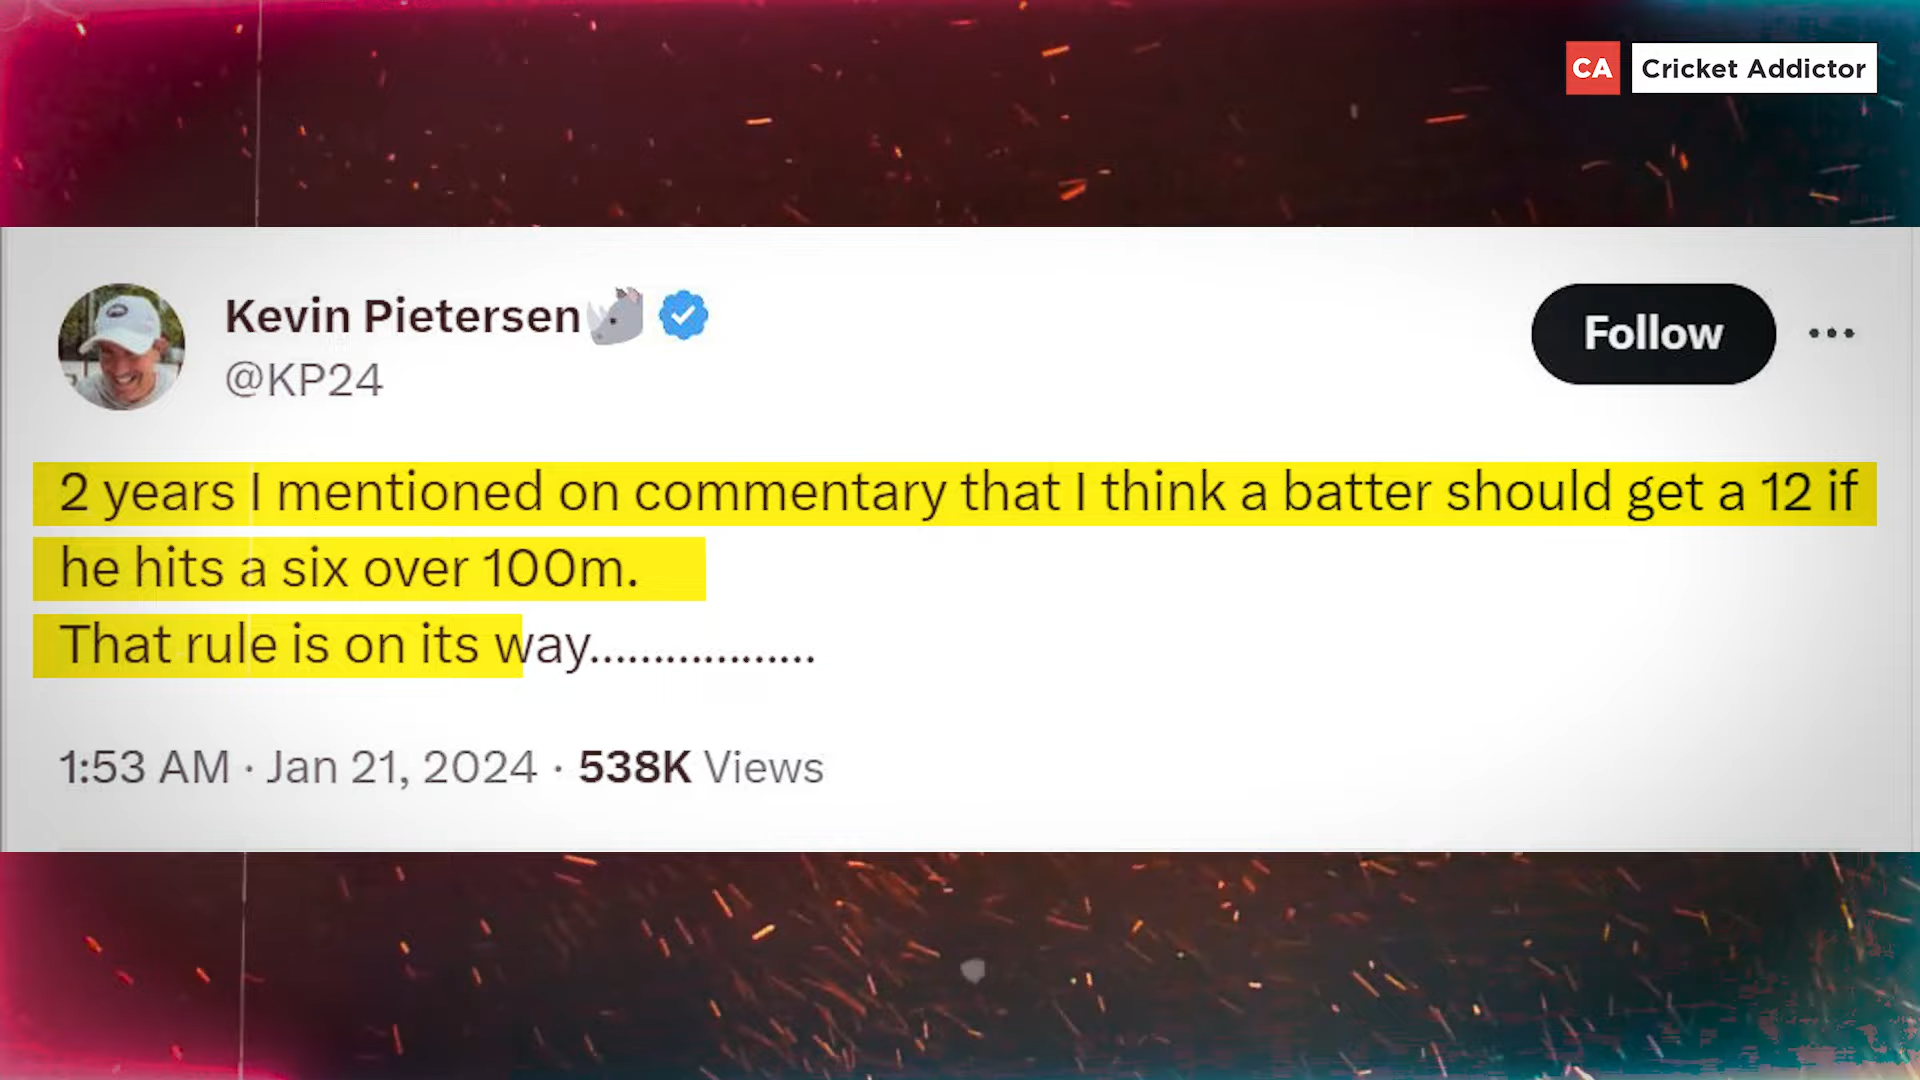 CA Cricket Addictor
Kevin Pietersen
Follow
@KP24
2 years I mentioned on commentary that I think a batter should get a 12 if
he hits a six over 100m.
That rule is on its way..................
1:53 AM · Jan 21, 2024 · 538K Views